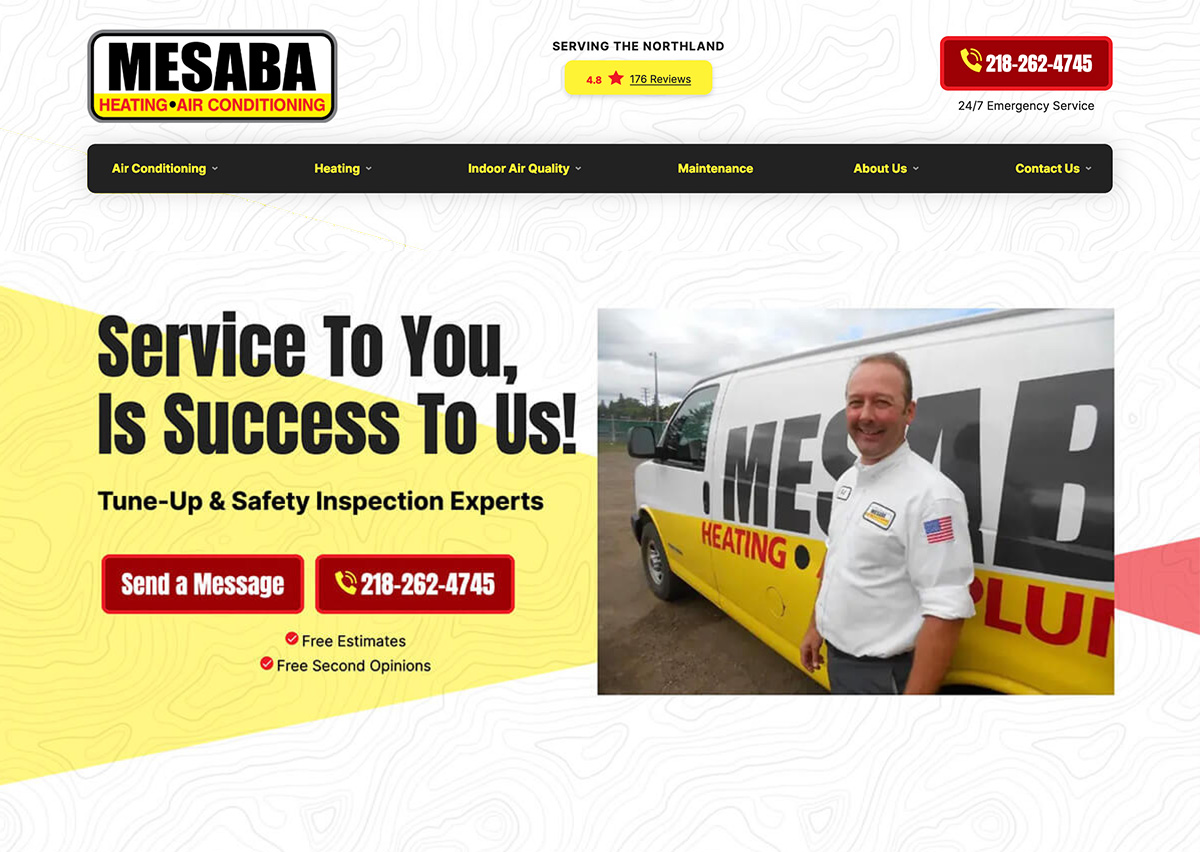 MESABA
HEATING•AIR CONDITIONING
SERVING THE NORTHLAND
4.8 176 Reviews
218-262-4745
24/7 Emergency Service
Air Conditioning
Heating
Indoor Air Quality
Maintenance
About Us
Contact Us
Service To You,
Is Success To Us!
Tune-Up & Safety Inspection Experts
Send a Message
218-262-4745
Free Estimates
Free Second Opinions
MESAB
HEATING •
PLUM
MESABA